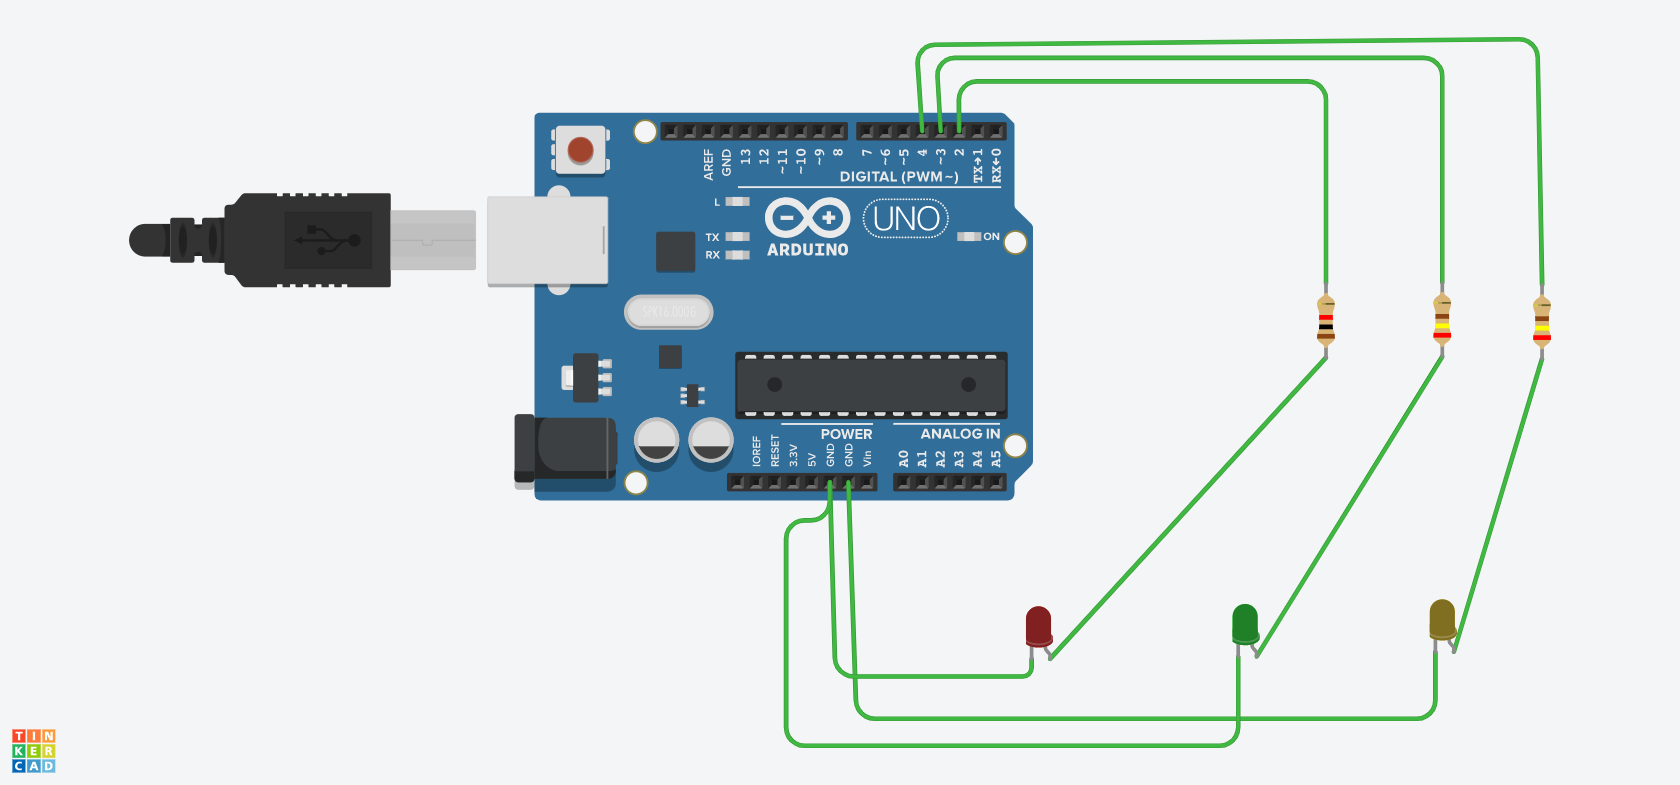 AREF
GND
13
12
~11
~10
~9
8
7
~6
~5
4
~3
2
TX→1
RX←0
DIGITAL (PWM~)
L
TX
RX
ARDUINO
UNO
ON
SPK16.000G
POWER
ANALOG IN
IOREF
RESET
3.3V
5V
GND
GND
Vin
A0
A1
A2
A3
A4
A5
TIN
KER
CAD